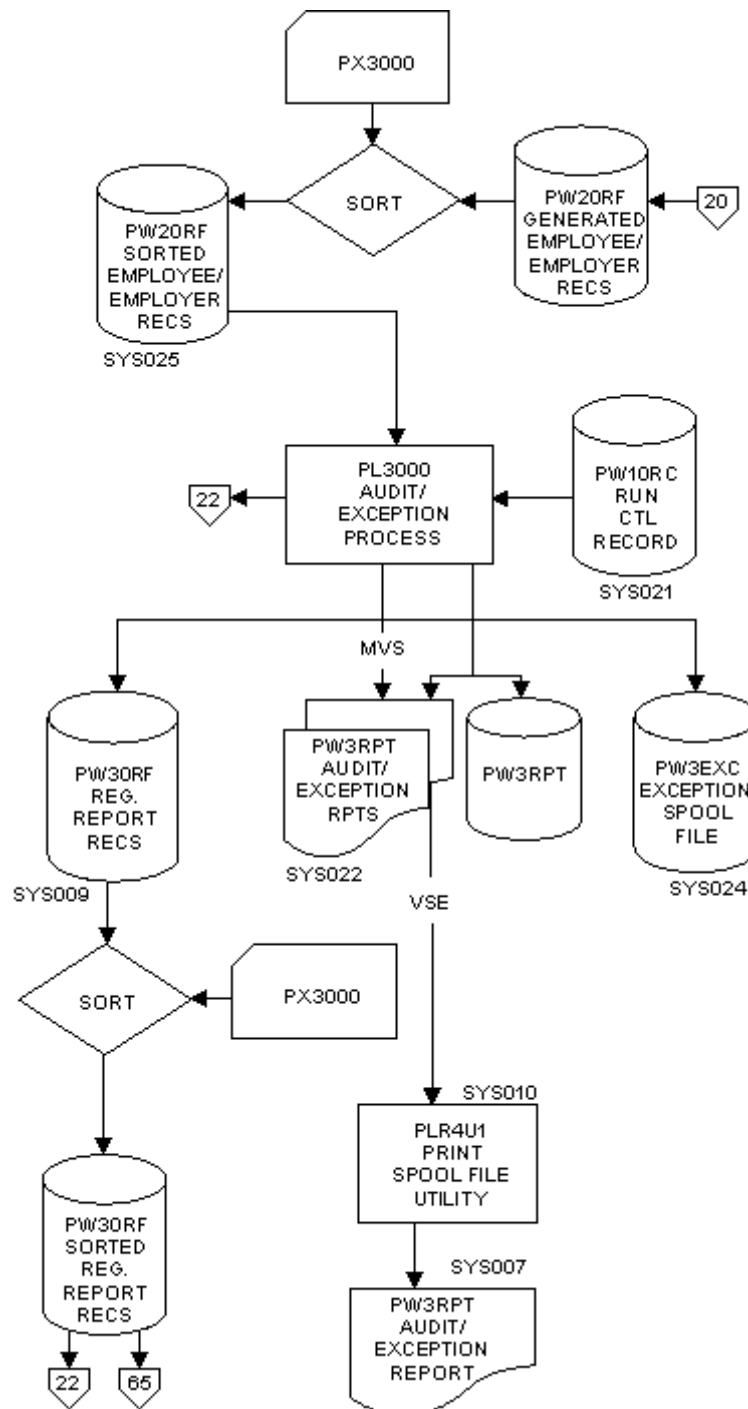 PX3000
SORT
PW20RF
SORTED
EMPLOYEE/
EMPLOYER
RECS
SYS025
PW20RF
GENERATED
EMPLOYEE/
EMPLOYER
RECS
20
PL3000
AUDIT/
EXCEPTION
PROCESS
22
PW10RC
RUN
CTL
RECORD
SYS021
MVS
PW30RF
REG.
REPORT
RECS
SYS009
PW3RPT
AUDIT/
EXCEPTION
RPTS
SYS022
PW3RPT
PW3EXC
EXCEPTION
SPOOL
FILE
SYS024
VSE
SORT
PX3000
SYS010
PLR4U1
PRINT
SPOOL FILE
UTILITY
PW30RF
SORTED
REG.
REPORT
RECS
SYS007
PW3RPT
AUDIT/
EXCEPTION
REPORT
22
65